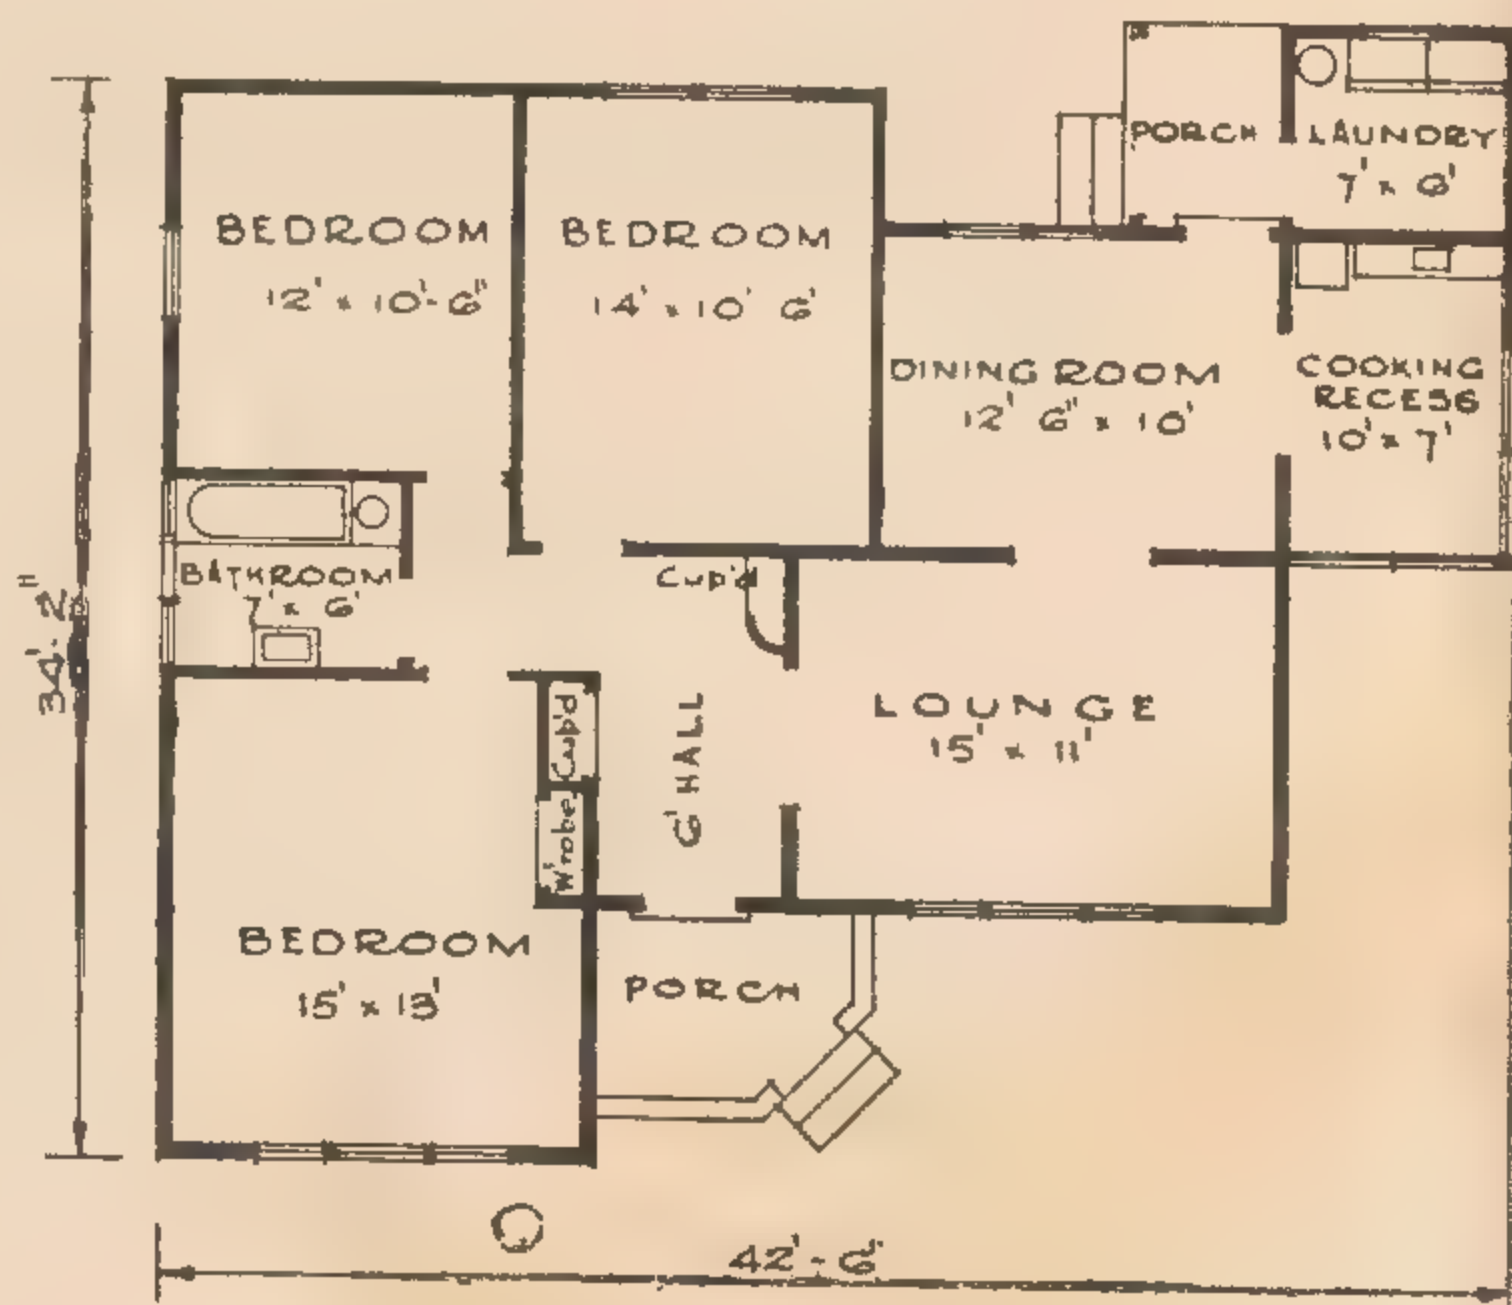 PORCH
LAUNDRY
7' x 6'
BEDROOM
12' x 10'-6"
BEDROOM
14' x 10' 6'
DINING ROOM
12' 6" x 10'
COOKING
RECESS
10' x 7'
BATHROOM
7' x 6'
Cup'd
34'-2"
LOUNGE
15' x 11'
Cup'd
6' HALL
W'robe
BEDROOM
15' x 13'
PORCH
42'-6"